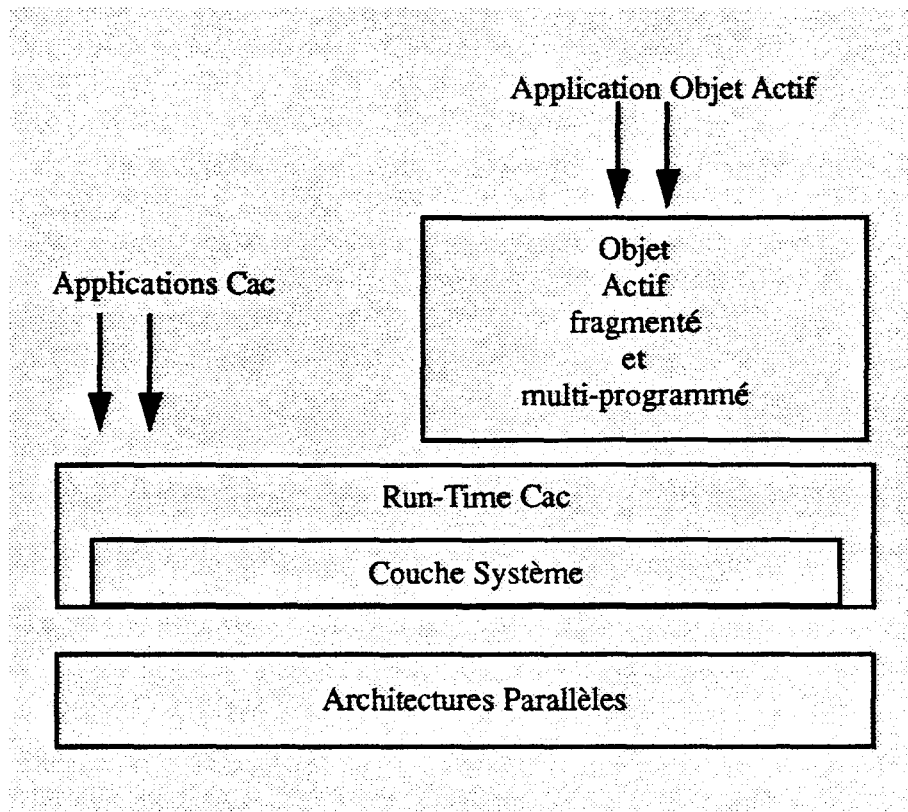 Application Objet Actif
Objet
Actif
fragmenté
et
multi-programmé
Applications Cac
Run-Time Cac
Couche Système
Architectures Parallèles